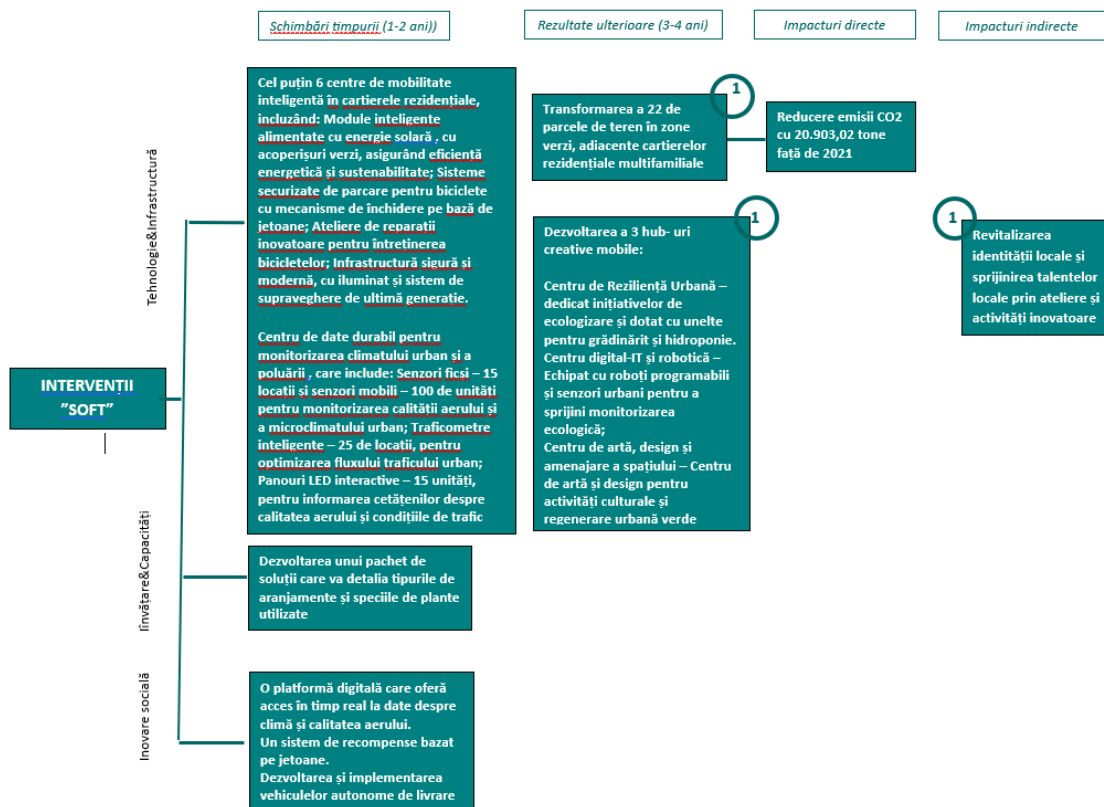 Schimbări timpurii (1-2 ani))
Rezultate ulterioare (3-4 ani)
Impacturi directe
Impacturi indirecte
Tehnologie&Infrastructură
Cel puțin 6 centre de mobilitate
inteligentă în cartierele rezidențiale,
incluzând: Module inteligente
alimentate cu energie solară , cu
acoperișuri verzi, asigurând eficiență
energetică și sustenabilitate; Sisteme
securizate de parcare pentru biciclete
cu mecanisme de închidere pe bază de
jetoane; Ateliere de reparații
inovatoare pentru întreținerea
bicicletelor; Infrastructură sigură și
modernă, cu iluminat și sistem de
supraveghere de ultimă generatie.
Centru de date durabil pentru
monitorizarea climatului urban și a
poluării , care include: Senzori ficsi – 15
locații și senzori mobili – 100 de unități
pentru monitorizarea calității aerului și
a microclimatului urban; Traficometre
inteligente – 25 de locații, pentru
optimizarea fluxului traficului urban;
Panouri LED interactive – 15 unități,
pentru informarea cetățenilor despre
calitatea aerului și condițiile de trafic
1
Transformarea a 22 de
parcele de teren în zone
verzi, adiacente cartierelor
rezidențiale multifamiliale
Reducere emisii CO2
cu 20.903,02 tone
față de 2021
1
Dezvoltarea a 3 hub- uri
creative mobile:
Centru de Reziliență Urbană –
dedicat inițiativelor de
ecologizare și dotat cu unelte
pentru grădinărit și hidroponie.
Centru digital-IT și robotică –
Echipat cu roboți programabili
și senzori urbani pentru a
sprijini monitorizarea
ecologică;
Centru de artă, design și
amenajare a spațiului – Centru
de artă și design pentru
activități culturale și
regenerare urbană verde
1
Revitalizarea
identității locale și
sprijinirea talentelor
locale prin ateliere și
activități inovatoare
INTERVENȚII
”SOFT”
Iînvățare&Capacități
Dezvoltarea unui pachet de
soluții care va detalia tipurile de
aranjamente și speciile de plante
utilizate
Inovare socială
O platformă digitală care oferă
acces în timp real la date despre
climă și calitatea aerului.
Un sistem de recompense bazat
pe jetoane.
Dezvoltarea și implementarea
vehiculelor autonome de livrare